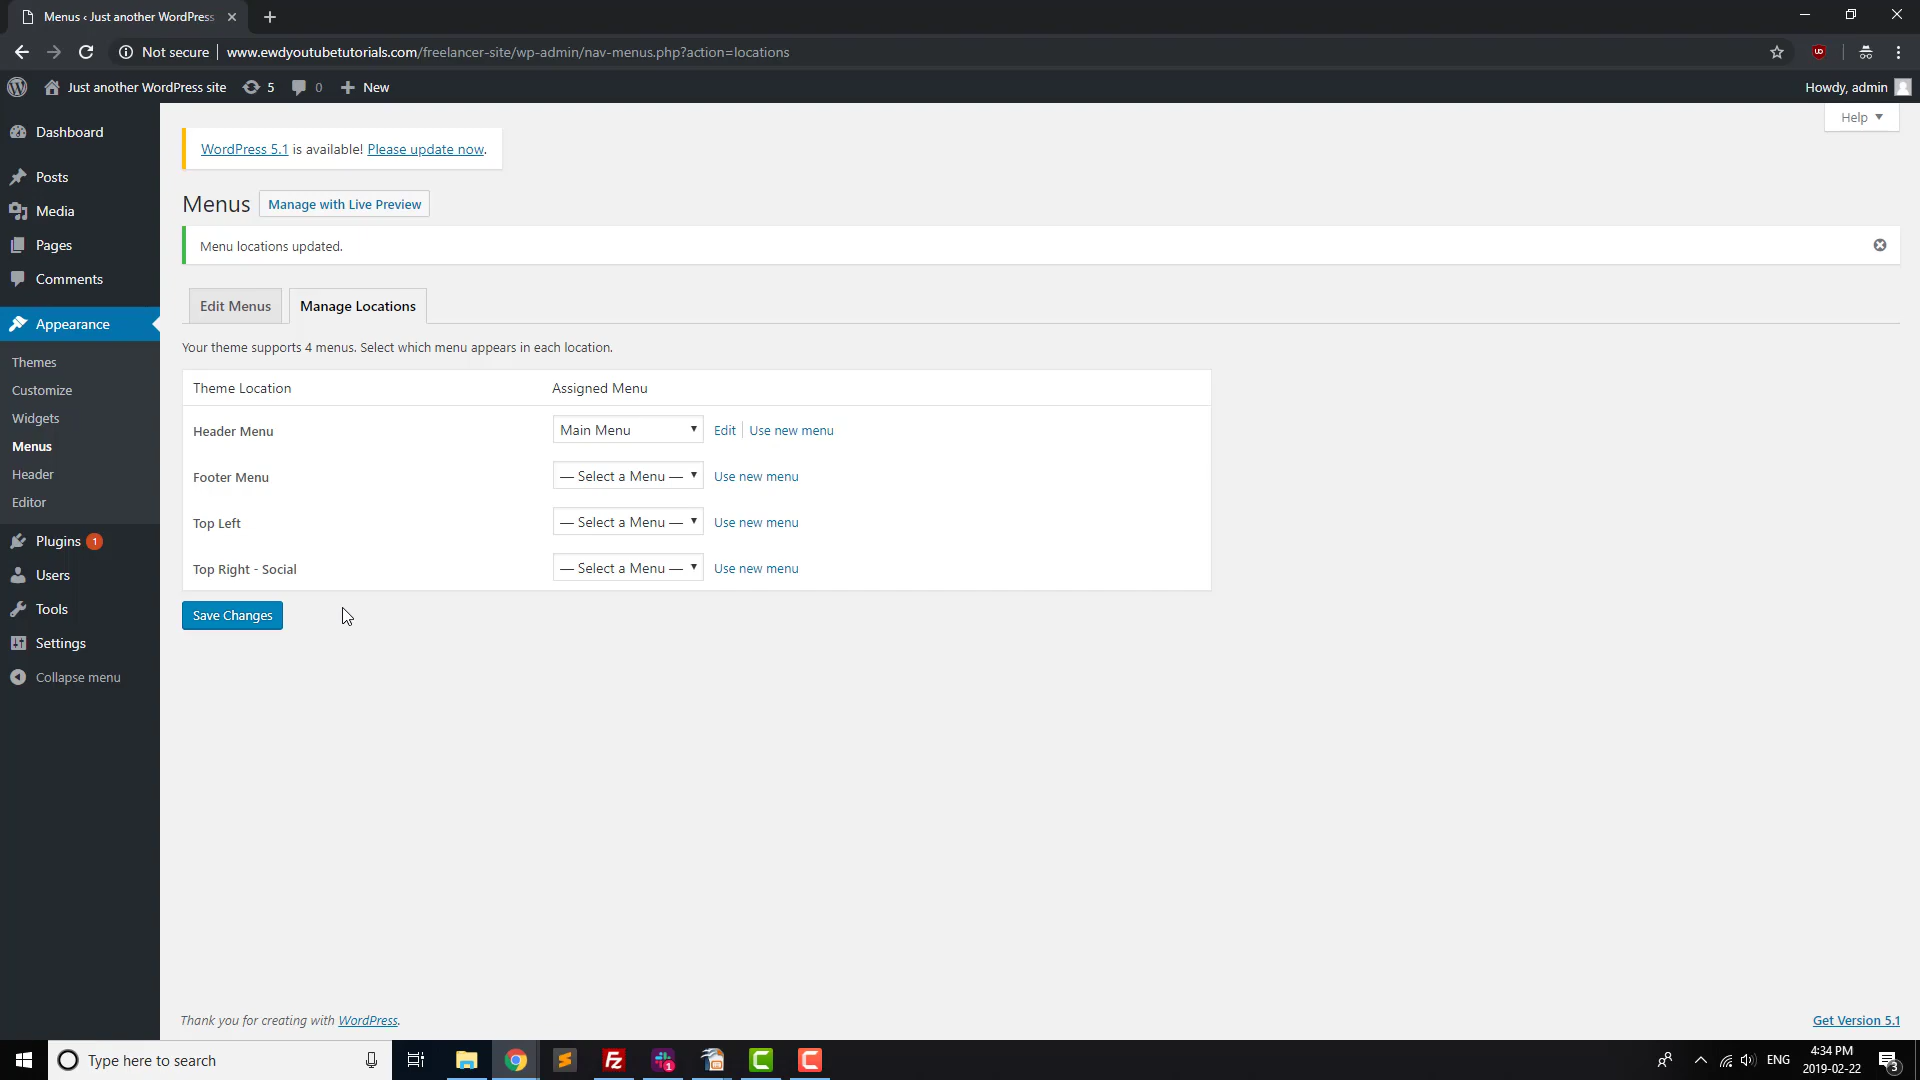 Menus ‹ Just another WordPress
Not secure
www.ewdyoutubetutorials.com/freelancer-site/wp-admin/nav-menus.php?action=locations
Just another WordPress site
5
0
New
Howdy, admin
Help
Dashboard
Posts
Media
Pages
Comments
Appearance
Themes
Customize
Widgets
Menus
Header
Editor
Plugins 1
Users
Tools
Settings
Collapse menu
WordPress 5.1 is available! Please update now.
Menus
Manage with Live Preview
Menu locations updated.
Edit Menus
Manage Locations
Your theme supports 4 menus. Select which menu appears in each location.
Theme Location Assigned Menu
Header Menu Main Menu Edit Use new menu
Footer Menu — Select a Menu — Use new menu
Top Left — Select a Menu — Use new menu
Top Right - Social — Select a Menu — Use new menu
Save Changes
Thank you for creating with WordPress.
Get Version 5.1
Type here to search
ENG
4:34 PM
2019-02-22
3